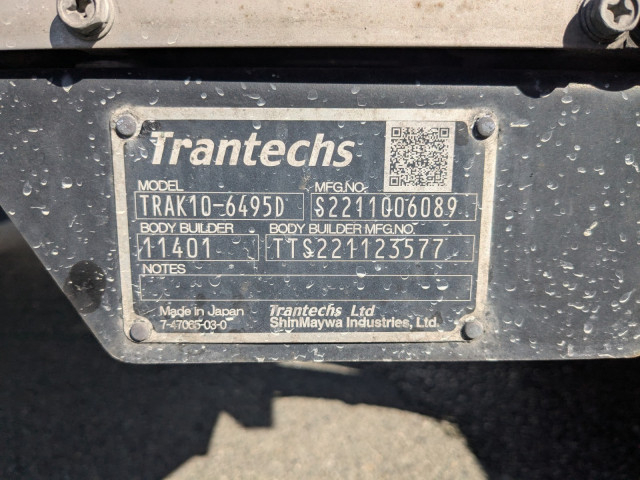 Trantechs
MODEL MFG.NO.
TRAK10-6495D S2211006089
BODY BUILDER BODY BUILDER MFG.NO
11401 TTS221123577
NOTES
Made in Japan Trantechs Ltd
7-47065-03-0 ShinMaywa Industries, Ltd.